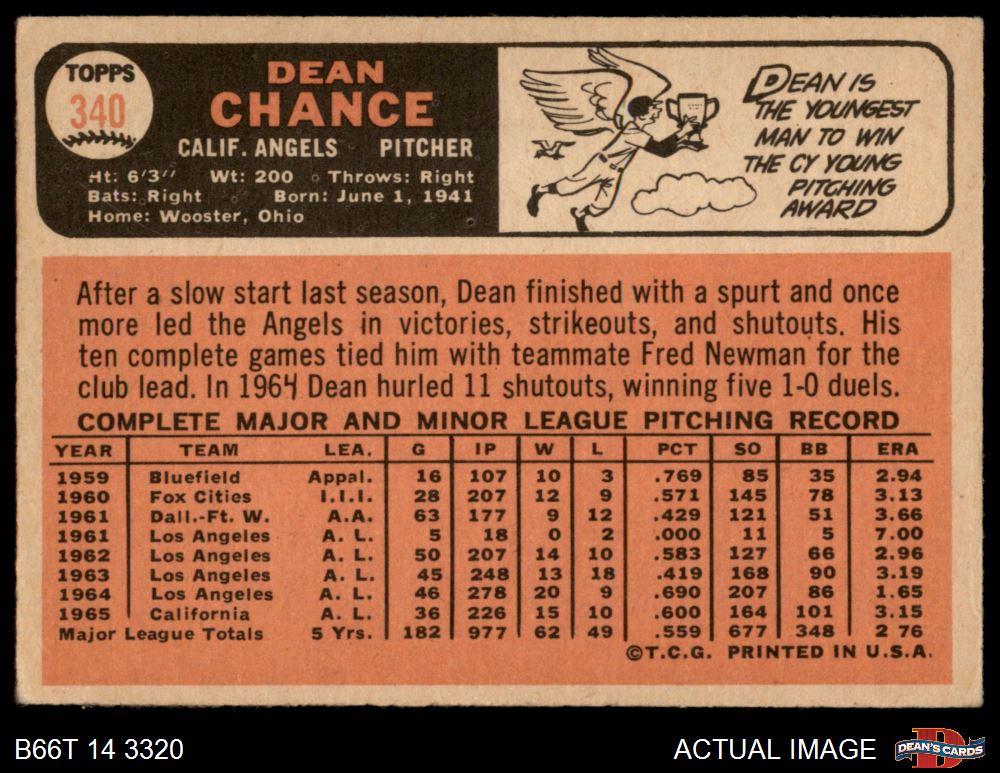 TOPPS
340
DEAN
CHANCE
CALIF. ANGELS PITCHER
Ht: 6'3" Wt: 200 Throws: Right
Bats: Right Born: June 1, 1941
Home: Wooster, Ohio
DEAN IS
THE YOUNGEST
MAN TO WIN
THE CY YOUNG
PITCHING
AWARD
After a slow start last season, Dean finished with a spurt and once
more led the Angels in victories, strikeouts, and shutouts. His
ten complete games tied him with teammate Fred Newman for the
club lead. In 1964 Dean hurled 11 shutouts, winning five 1-0 duels.
COMPLETE MAJOR AND MINOR LEAGUE PITCHING RECORD
YEAR TEAM LEA. G IP W L PCT SO BB ERA
1959 Bluefield Appal. 16 107 10 3 .769 85 35 2.94
1960 Fox Cities I.I.I. 28 207 12 9 .571 145 78 3.13
1961 Dall.-Ft. W. A.A. 63 177 9 12 .429 121 51 3.66
1961 Los Angeles A. L. 5 18 0 2 .000 11 5 7.00
1962 Los Angeles A. L. 50 207 14 10 .583 127 66 2.96
1963 Los Angeles A. L. 45 248 13 18 .419 168 90 3.19
1964 Los Angeles A. L. 46 278 20 9 .690 207 86 1.65
1965 California A. L. 36 226 15 10 .600 164 101 3.15
Major League Totals 5 Yrs. 182 977 62 49 .559 677 348 2 76
©T.C.G. PRINTED IN U.S.A.
B66T 14 3320
ACTUAL IMAGE
DEAN'S CARDS